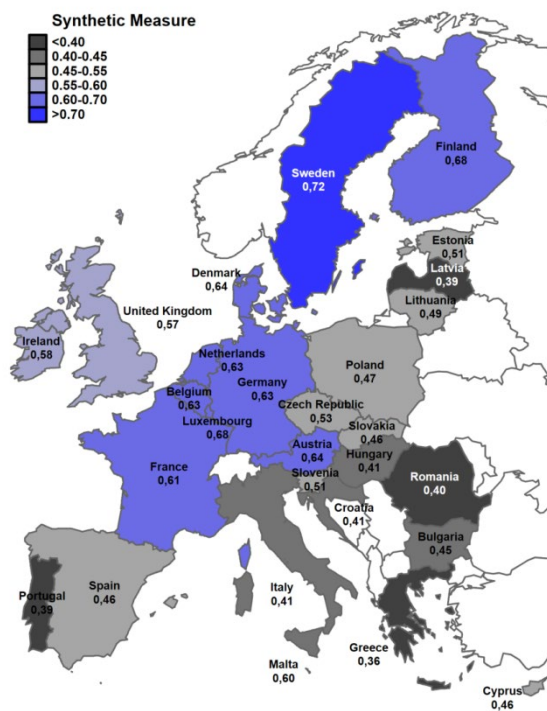 Synthetic Measure
<0.40
0.40-0.45
0.45-0.55
0.55-0.60
0.60-0.70
>0.70
Finland
0,68
Sweden
0,72
Estonia
0,51
Latvia
0,39
Denmark
0,64
Lithuania
0,49
United Kingdom
0,57
Ireland
0,58
Netherlands
0,63
Poland
0,47
Germany
0,63
Belgium
0,63
Czech Republic
0,53
Luxembourg
0,68
Slovakia
0,46
Austria
0,64
Hungary
0,41
France
0,61
Slovenia
0,51
Romania
0,40
Croatia
0,41
Bulgaria
0,45
Spain
0,46
Portugal
0,39
Italy
0,41
Greece
0,36
Malta
0,60
Cyprus
0,46